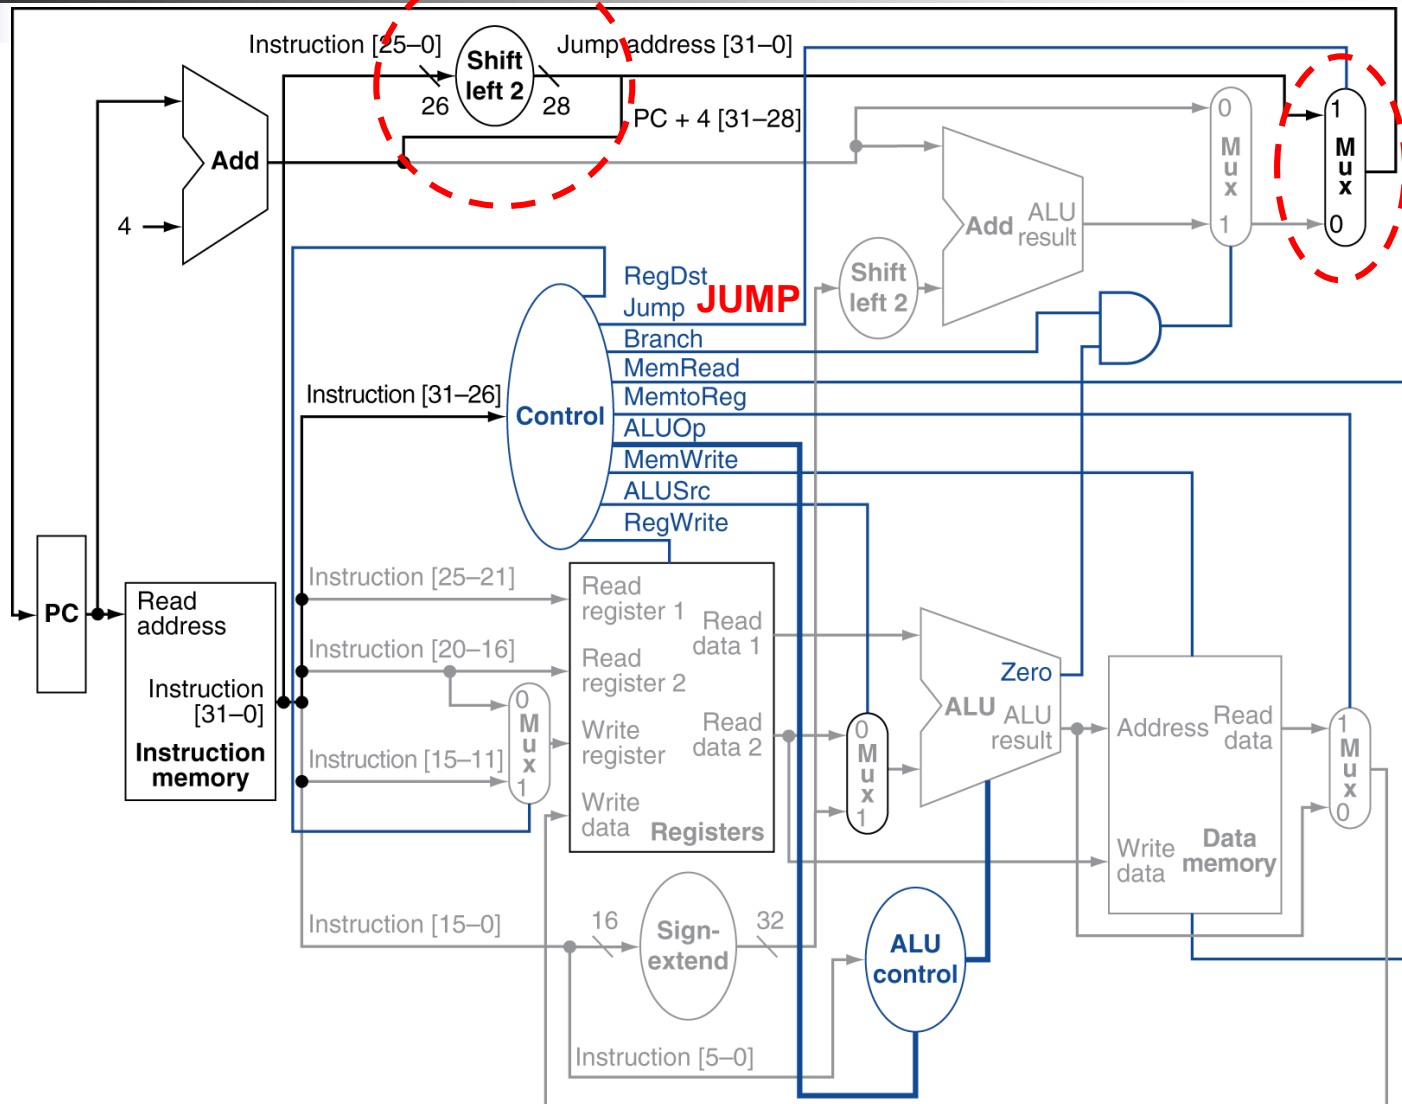 Instruction [25–0]
Shift
left 2
Jump address [31–0]
26
28
PC + 4 [31–28]
Add
4
0
M
u
x
1
1
M
u
x
0
Add
ALU
result
Shift
left 2
RegDst
Jump
JUMP
Branch
MemRead
MemtoReg
ALUOp
MemWrite
ALUSrc
RegWrite
Instruction [31–26]
Control
PC
Read
address
Instruction
[31–0]
Instruction
memory
Instruction [25–21]
Instruction [20–16]
Instruction [15–11]
0
M
u
x
1
Read
register 1
Read
register 2
Write
register
Write
data
Read
data 1
Read
data 2
Registers
0
M
u
x
1
Zero
ALU
ALU
result
Address
Read
data
Write
data
Data
memory
1
M
u
x
0
Instruction [15–0]
16
Sign-
extend
32
ALU
control
Instruction [5–0]